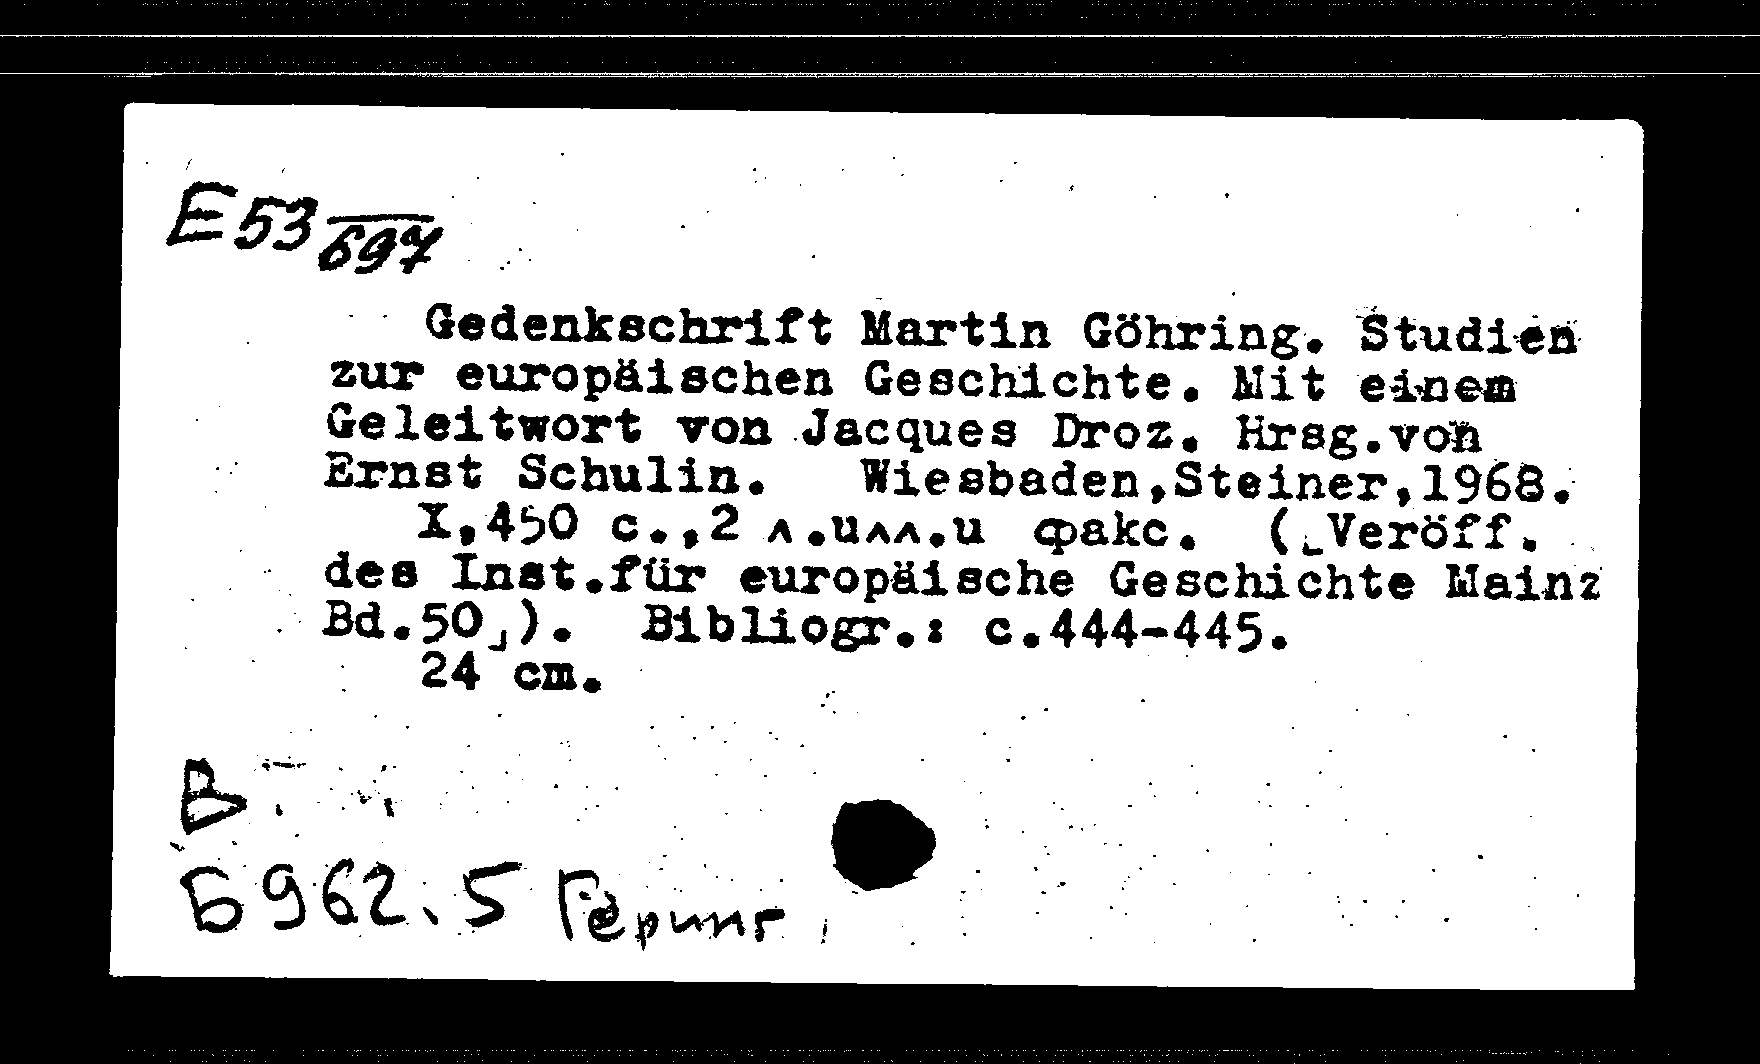 E53/697
Gedenkschrift Martin Göhring. Studien
zur europäischen Geschichte. Mit einem
Geleitwort von Jacques Droz. Hrsg.von
Ernst Schulin. Wiesbaden,Steiner,1968.
X,450 с.,2 л.илл.и факс. (⌞Veröff.
des Inst.für europäische Geschichte Mainz
Bd.50⌟). Bibliogr.: с.444-445.
24 cm.
В
Б962.5 Геринг